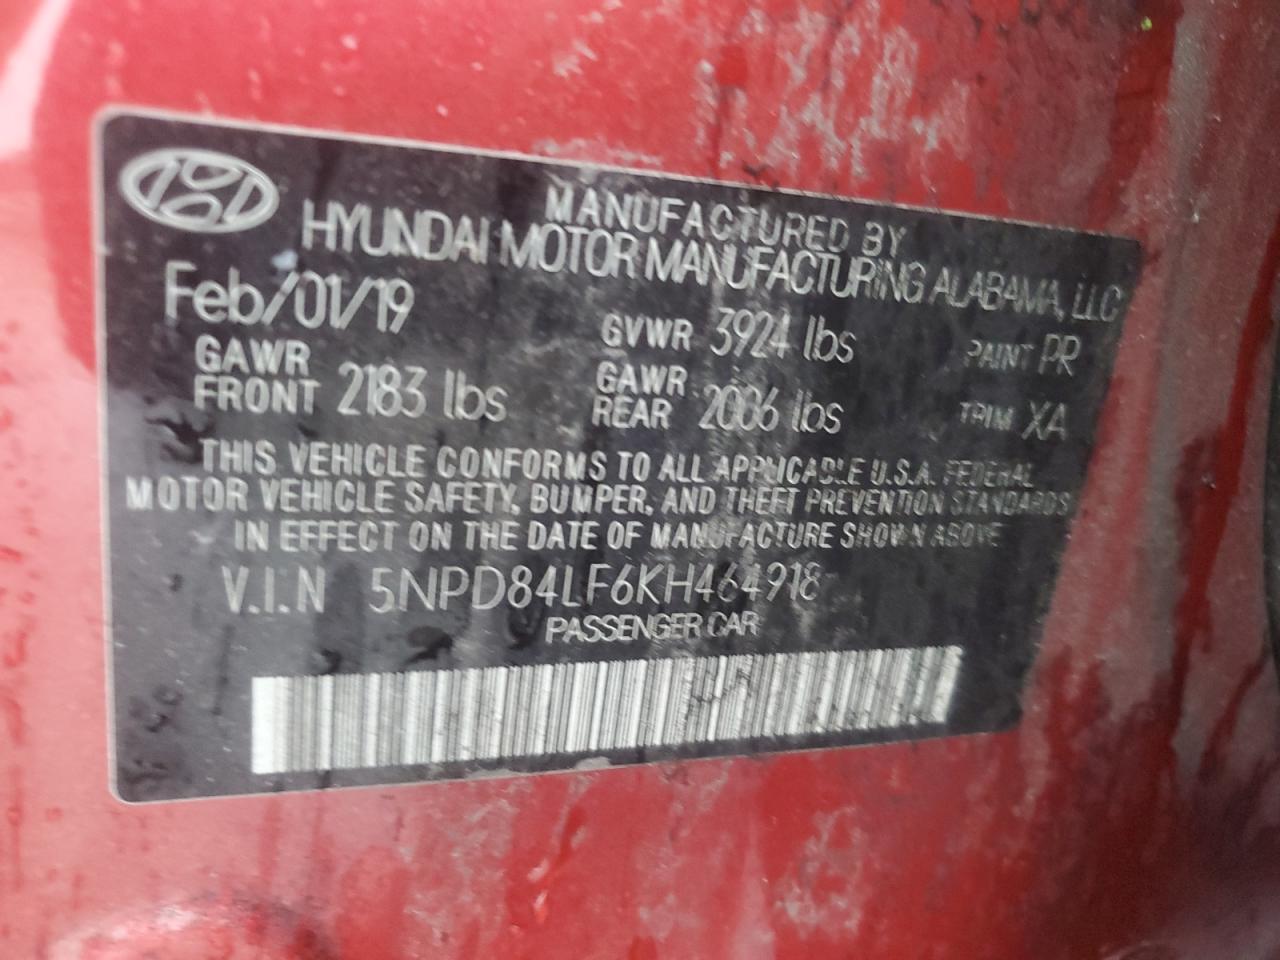 MANUFACTURED BY
HYUNDAI MOTOR MANUFACTURING ALABAMA, LLC
Feb/01/19
GVWR 3924 lbs PAINT PR
GAWR FRONT 2183 lbs GAWR REAR 2006 lbs TRIM XA
THIS VEHICLE CONFORMS TO ALL APPLICABLE U.S.A. FEDERAL
MOTOR VEHICLE SAFETY, BUMPER, AND THEFT PREVENTION STANDARDS
IN EFFECT ON THE DATE OF MANUFACTURE SHOWN ABOVE
V.I.N 5NPD84LF6KH464918
PASSENGER CAR